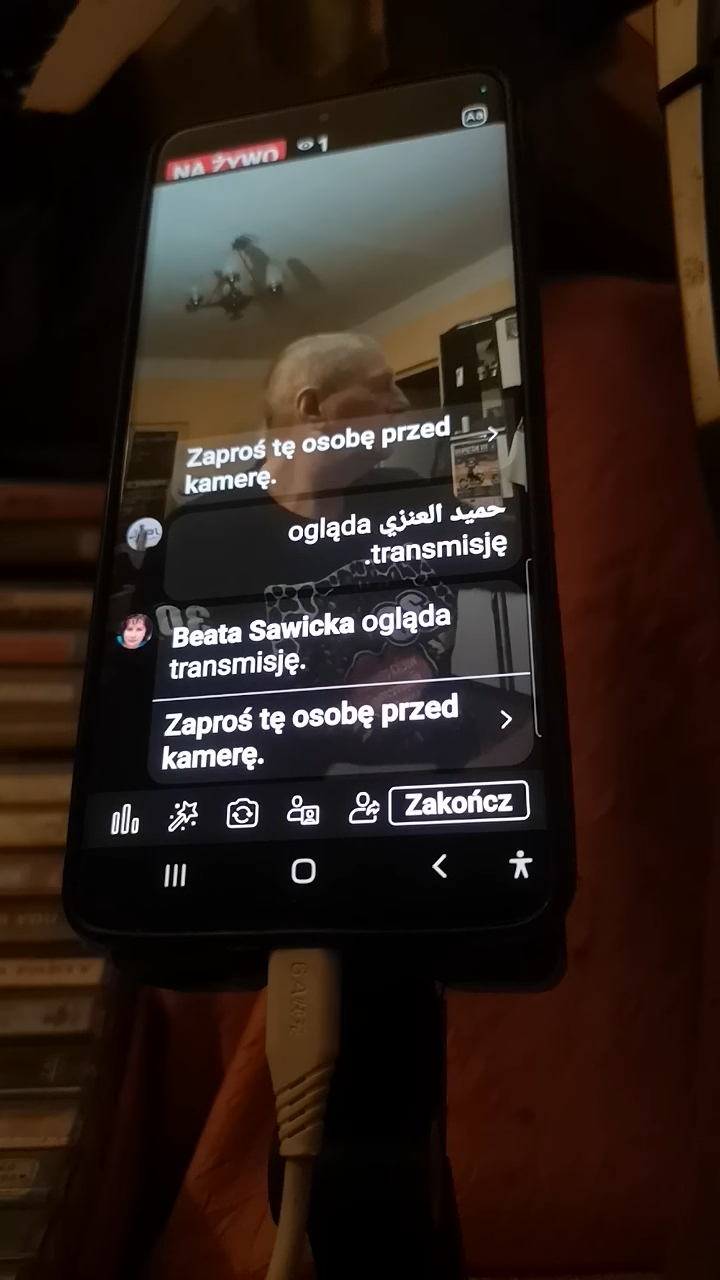 NA ŻYWO 1
Aa
Zaproś tę osobę przed
kamerę.
حميد العنزي ogląda
transmisję.
Beata Sawicka ogląda
transmisję.
Zaproś tę osobę przed
kamerę.
Zakończ